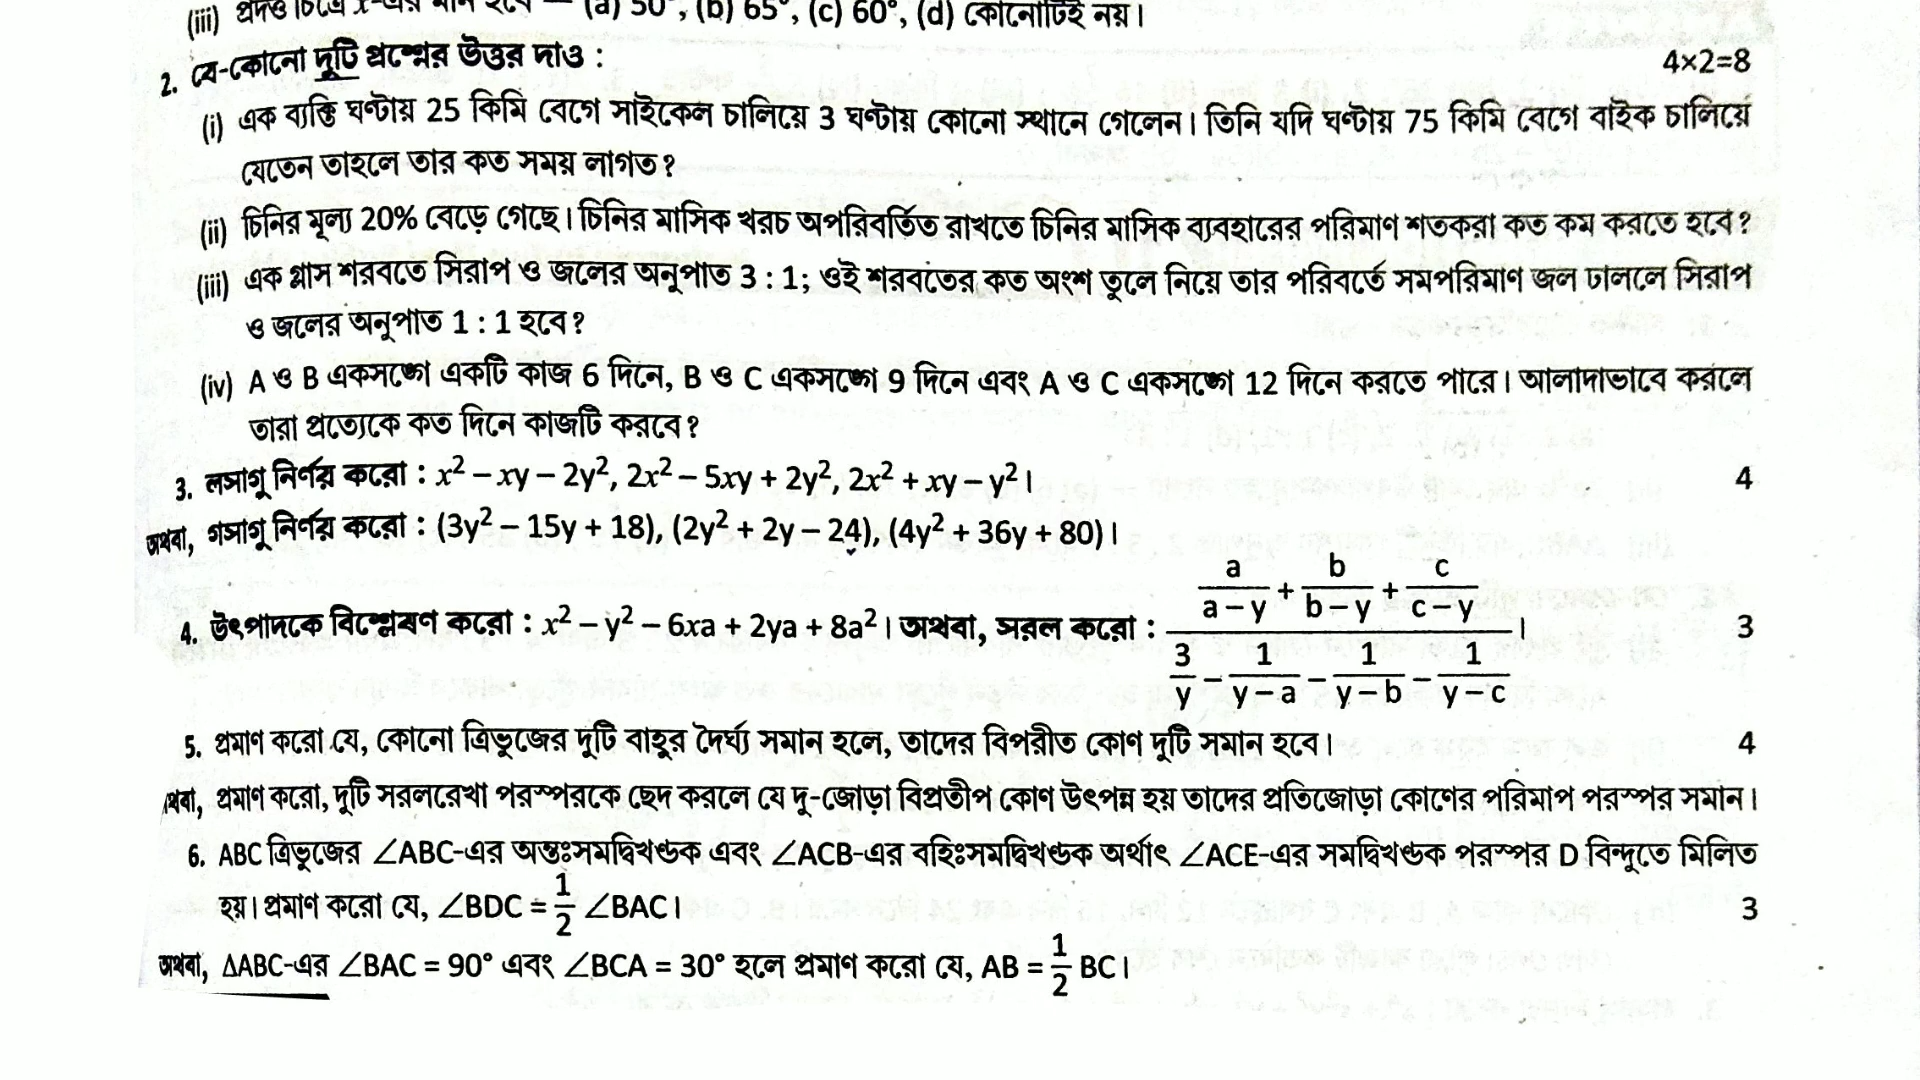 (iii) প্রদত্ত চিত্রে x-এর মান হবে — (a) 50°, (b) 65°, (c) 60°, (d) কোনোটিই নয়।
2. যে-কোনো দুটি প্রশ্নের উত্তর দাও : 4×2=8
(i) এক ব্যক্তি ঘণ্টায় 25 কিমি বেগে সাইকেল চালিয়ে 3 ঘণ্টায় কোনো স্থানে গেলেন। তিনি যদি ঘণ্টায় 75 কিমি বেগে বাইক চালিয়ে
যেতেন তাহলে তার কত সময় লাগত?
(ii) চিনির মূল্য 20% বেড়ে গেছে। চিনির মাসিক খরচ অপরিবর্তিত রাখতে চিনির মাসিক ব্যবহারের পরিমাণ শতকরা কত কম করতে হবে?
(iii) এক গ্লাস শরবতে সিরাপ ও জলের অনুপাত 3 : 1; ওই শরবতের কত অংশ তুলে নিয়ে তার পরিবর্তে সমপরিমাণ জল ঢাললে সিরাপ
ও জলের অনুপাত 1 : 1 হবে?
(iv) A ও B একসঙ্গে একটি কাজ 6 দিনে, B ও C একসঙ্গে 9 দিনে এবং A ও C একসঙ্গে 12 দিনে করতে পারে। আলাদাভাবে করলে
তারা প্রত্যেকে কত দিনে কাজটি করবে?
3. লসাগু নির্ণয় করো : x² – xy – 2y², 2x² – 5xy + 2y², 2x² + xy – y²। 4
অথবা, গসাগু নির্ণয় করো : (3y² – 15y + 18), (2y² + 2y – 24), (4y² + 36y + 80)।
4. উৎপাদকে বিশ্লেষণ করো : x² – y² – 6xa + 2ya + 8a²। অথবা, সরল করো : (a/(a–y) + b/(b–y) + c/(c–y)) / (3/y – 1/(y–a) – 1/(y–b) – 1/(y–c))। 3
5. প্রমাণ করো যে, কোনো ত্রিভুজের দুটি বাহুর দৈর্ঘ্য সমান হলে, তাদের বিপরীত কোণ দুটি সমান হবে। 4
থবা, প্রমাণ করো, দুটি সরলরেখা পরস্পরকে ছেদ করলে যে দু-জোড়া বিপ্রতীপ কোণ উৎপন্ন হয় তাদের প্রতিজোড়া কোণের পরিমাপ পরস্পর সমান।
6. ABC ত্রিভুজের ∠ABC-এর অন্তঃসমদ্বিখণ্ডক এবং ∠ACB-এর বহিঃসমদ্বিখণ্ডক অর্থাৎ ∠ACE-এর সমদ্বিখণ্ডক পরস্পর D বিন্দুতে মিলিত
হয়। প্রমাণ করো যে, ∠BDC = 1/2 ∠BAC। 3
অথবা, ΔABC-এর ∠BAC = 90° এবং ∠BCA = 30° হলে প্রমাণ করো যে, AB = 1/2 BC।